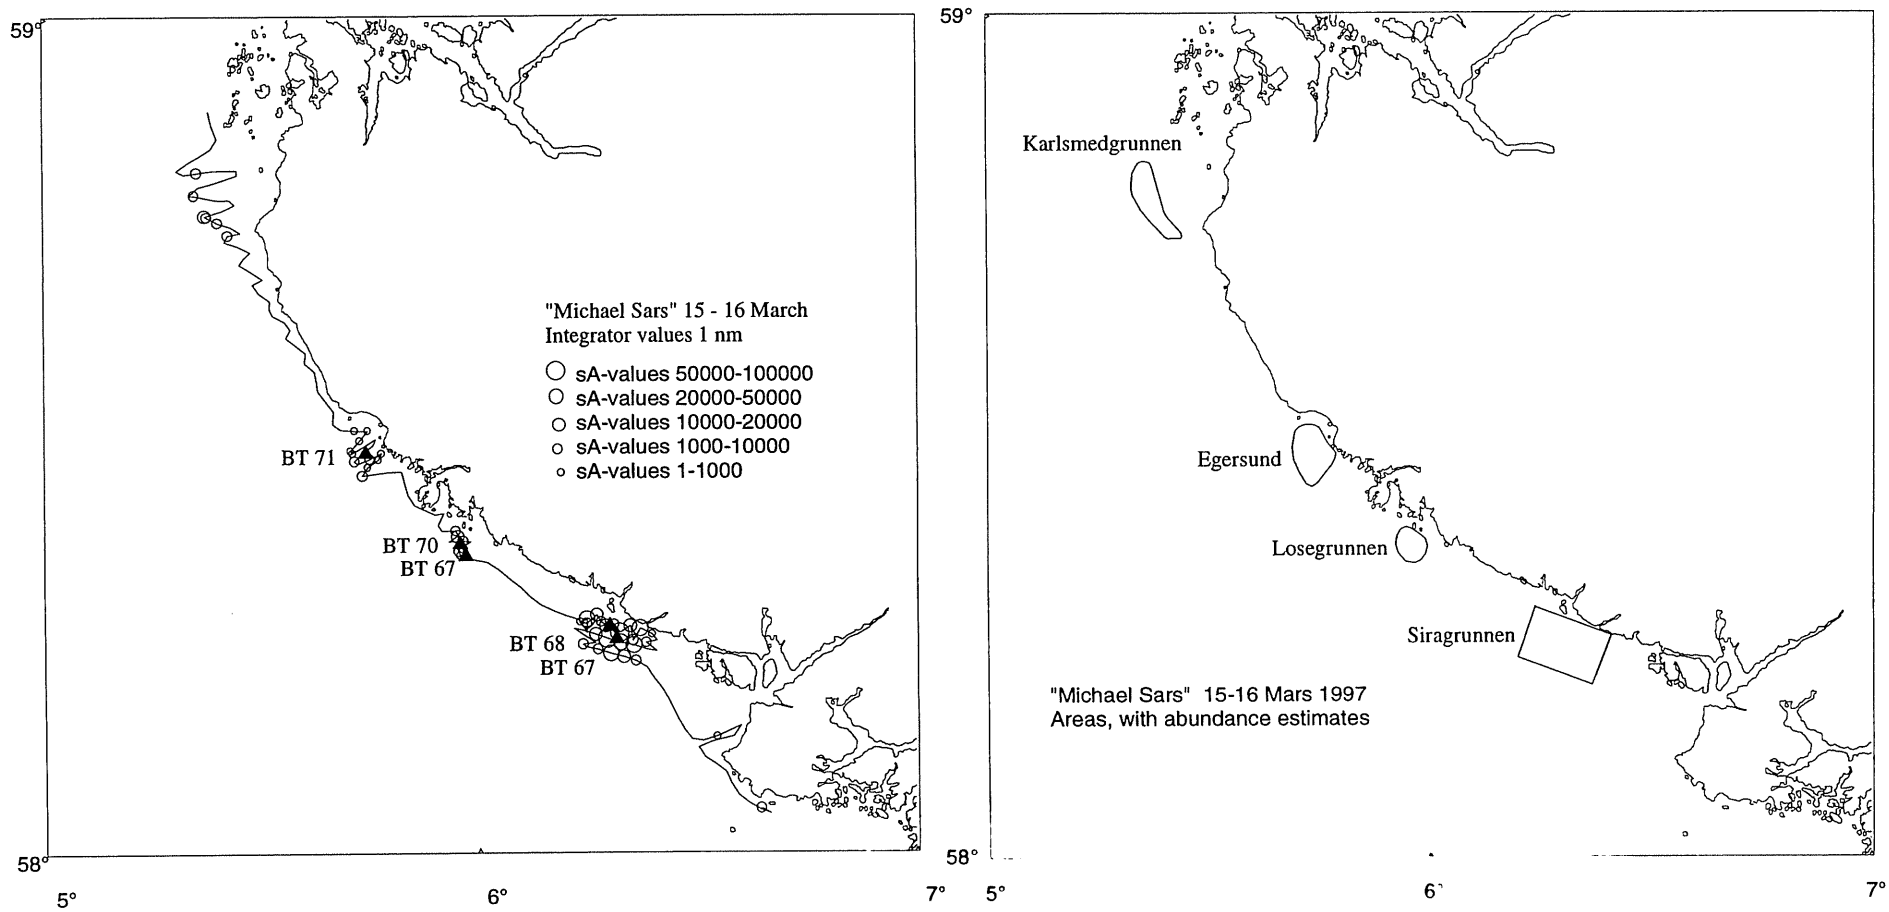 59°
"Michael Sars" 15 - 16 March
Integrator values 1 nm
sA-values 50000-100000
sA-values 20000-50000
sA-values 10000-20000
sA-values 1000-10000
sA-values 1-1000
BT 71
BT 70
BT 67
BT 68
BT 67
58°
5°
6°
7°
59°
Karlsmedgrunnen
Egersund
Losegrunnen
Siragrunnen
"Michael Sars" 15-16 Mars 1997
Areas, with abundance estimates
58°
5°
6°
7°